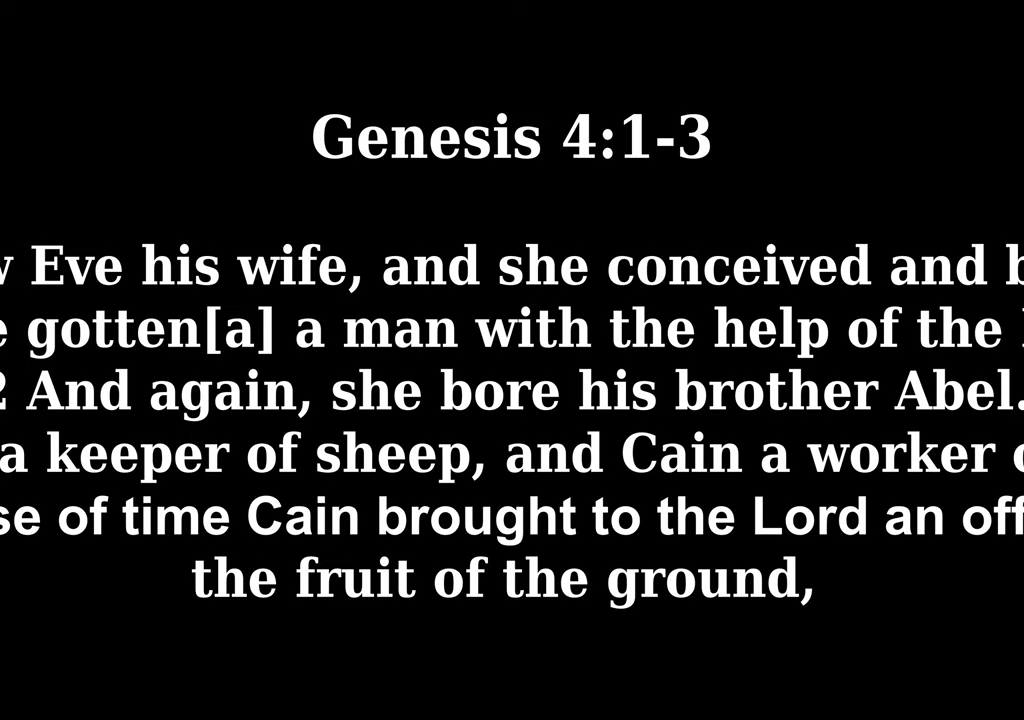 Genesis 4:1-3
Eve his wife, and she conceived and
gotten[a] a man with the help of the
And again, she bore his brother Abel.
a keeper of sheep, and Cain a worker
of time Cain brought to the Lord an
the fruit of the ground,